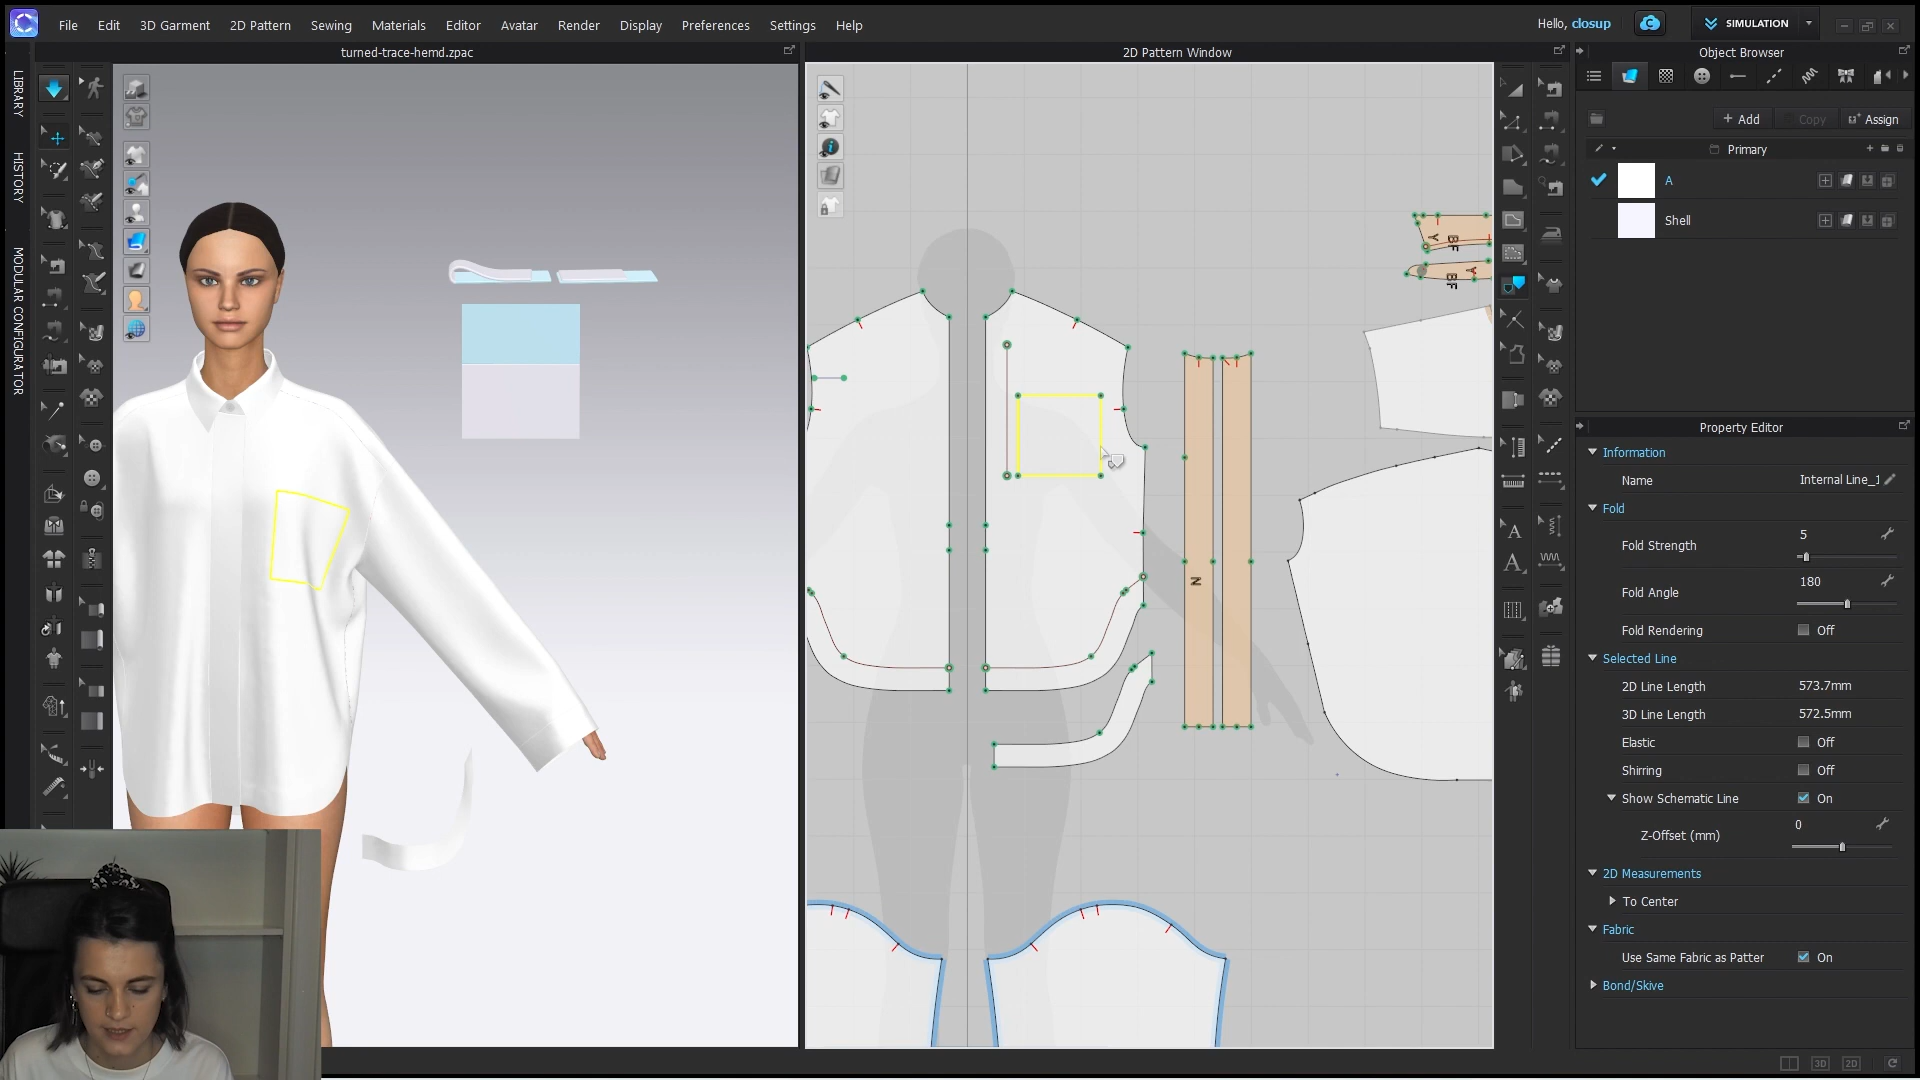 File Edit 3D Garment 2D Pattern Sewing Materials Editor Avatar Render Display Preferences Settings Help
Hello, closup
SIMULATION
turned-trace-hemd.zpac
2D Pattern Window
Object Browser
LIBRARY
HISTORY
MODULAR CONFIGURATOR
+ Add
Copy
Assign
Primary
A
Shell
Y
BF
Y
BF
N
A
A
Property Editor
Information
Name Internal Line_1
Fold
Fold Strength 5
Fold Angle 180
Fold Rendering Off
Selected Line
2D Line Length 573.7mm
3D Line Length 572.5mm
Elastic Off
Shirring Off
Show Schematic Line On
Z-Offset (mm) 0
2D Measurements
To Center
Fabric
Use Same Fabric as Patter On
Bond/Skive
3D 2D